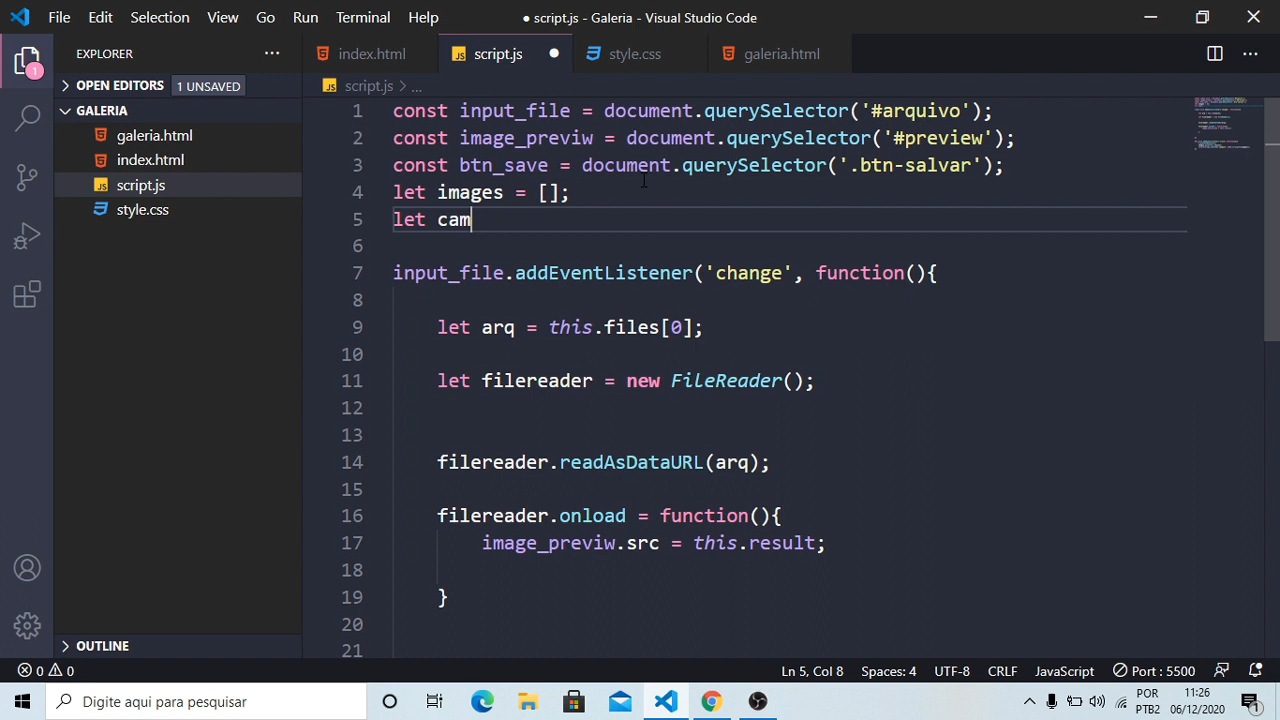 File Edit Selection View Go Run Terminal Help ● script.js - Galeria - Visual Studio Code
EXPLORER ···
index.html
script.js
style.css
galeria.html
···
OPEN EDITORS 1 UNSAVED
script.js > ...
GALERIA
galeria.html
index.html
script.js
style.css
1 const input_file = document.querySelector('#arquivo');
2 const image_previw = document.querySelector('#preview');
3 const btn_save = document.querySelector('.btn-salvar');
4 let images = [];
5 let cam
6
7 input_file.addEventListener('change', function(){
8
9 let arq = this.files[0];
10
11 let filereader = new FileReader();
12
13
14 filereader.readAsDataURL(arq);
15
16 filereader.onload = function(){
17 image_previw.src = this.result;
18
19 }
20
21
1
OUTLINE
0 0 Ln 5, Col 8 Spaces: 4 UTF-8 CRLF JavaScript Port : 5500
Digite aqui para pesquisar
POR
PTB2
11:26
06/12/2020
1